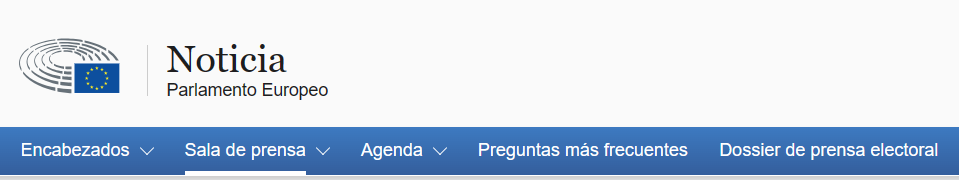 Noticia
Parlamento Europeo
Encabezados Sala de prensa Agenda Preguntas más frecuentes Dossier de prensa electoral